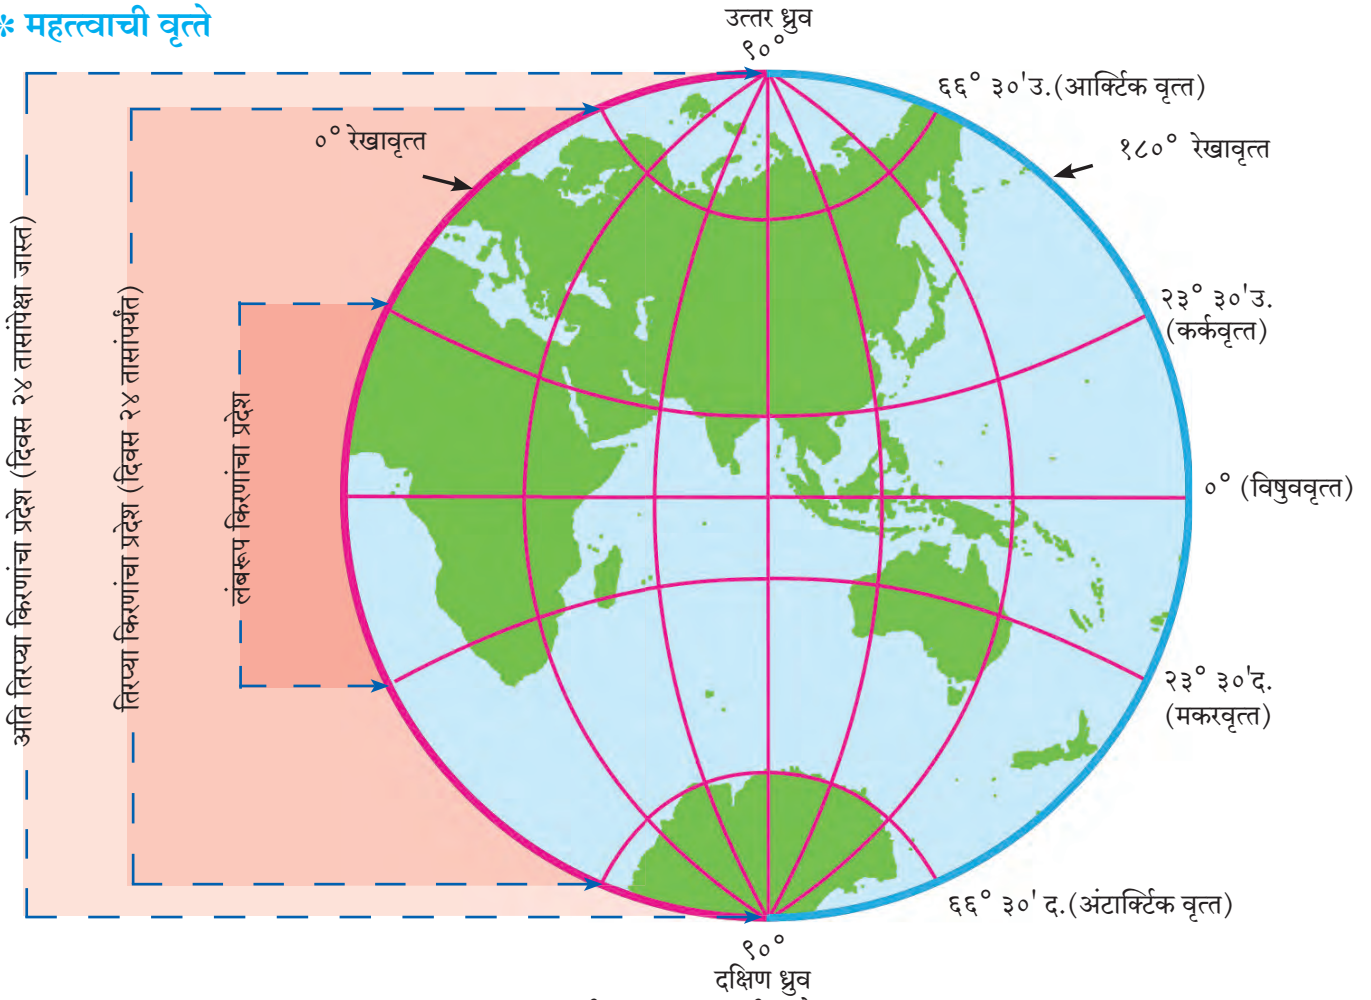 * महत्त्वाची वृत्ते
उत्तर ध्रुव
९०°
६६° ३०'उ.(आर्क्टिक वृत्त)
०° रेखावृत्त
१८०° रेखावृत्त
२३° ३०'उ.
(कर्कवृत्त)
अति तिरप्या किरणांचा प्रदेश (दिवस २४ तासांपेक्षा जास्त)
तिरप्या किरणांचा प्रदेश (दिवस २४ तासांपर्यंत)
लंबरूप किरणांचा प्रदेश
०° (विषुववृत्त)
२३° ३०'द.
(मकरवृत्त)
६६° ३०' द.(अंटार्क्टिक वृत्त)
९०°
दक्षिण ध्रुव